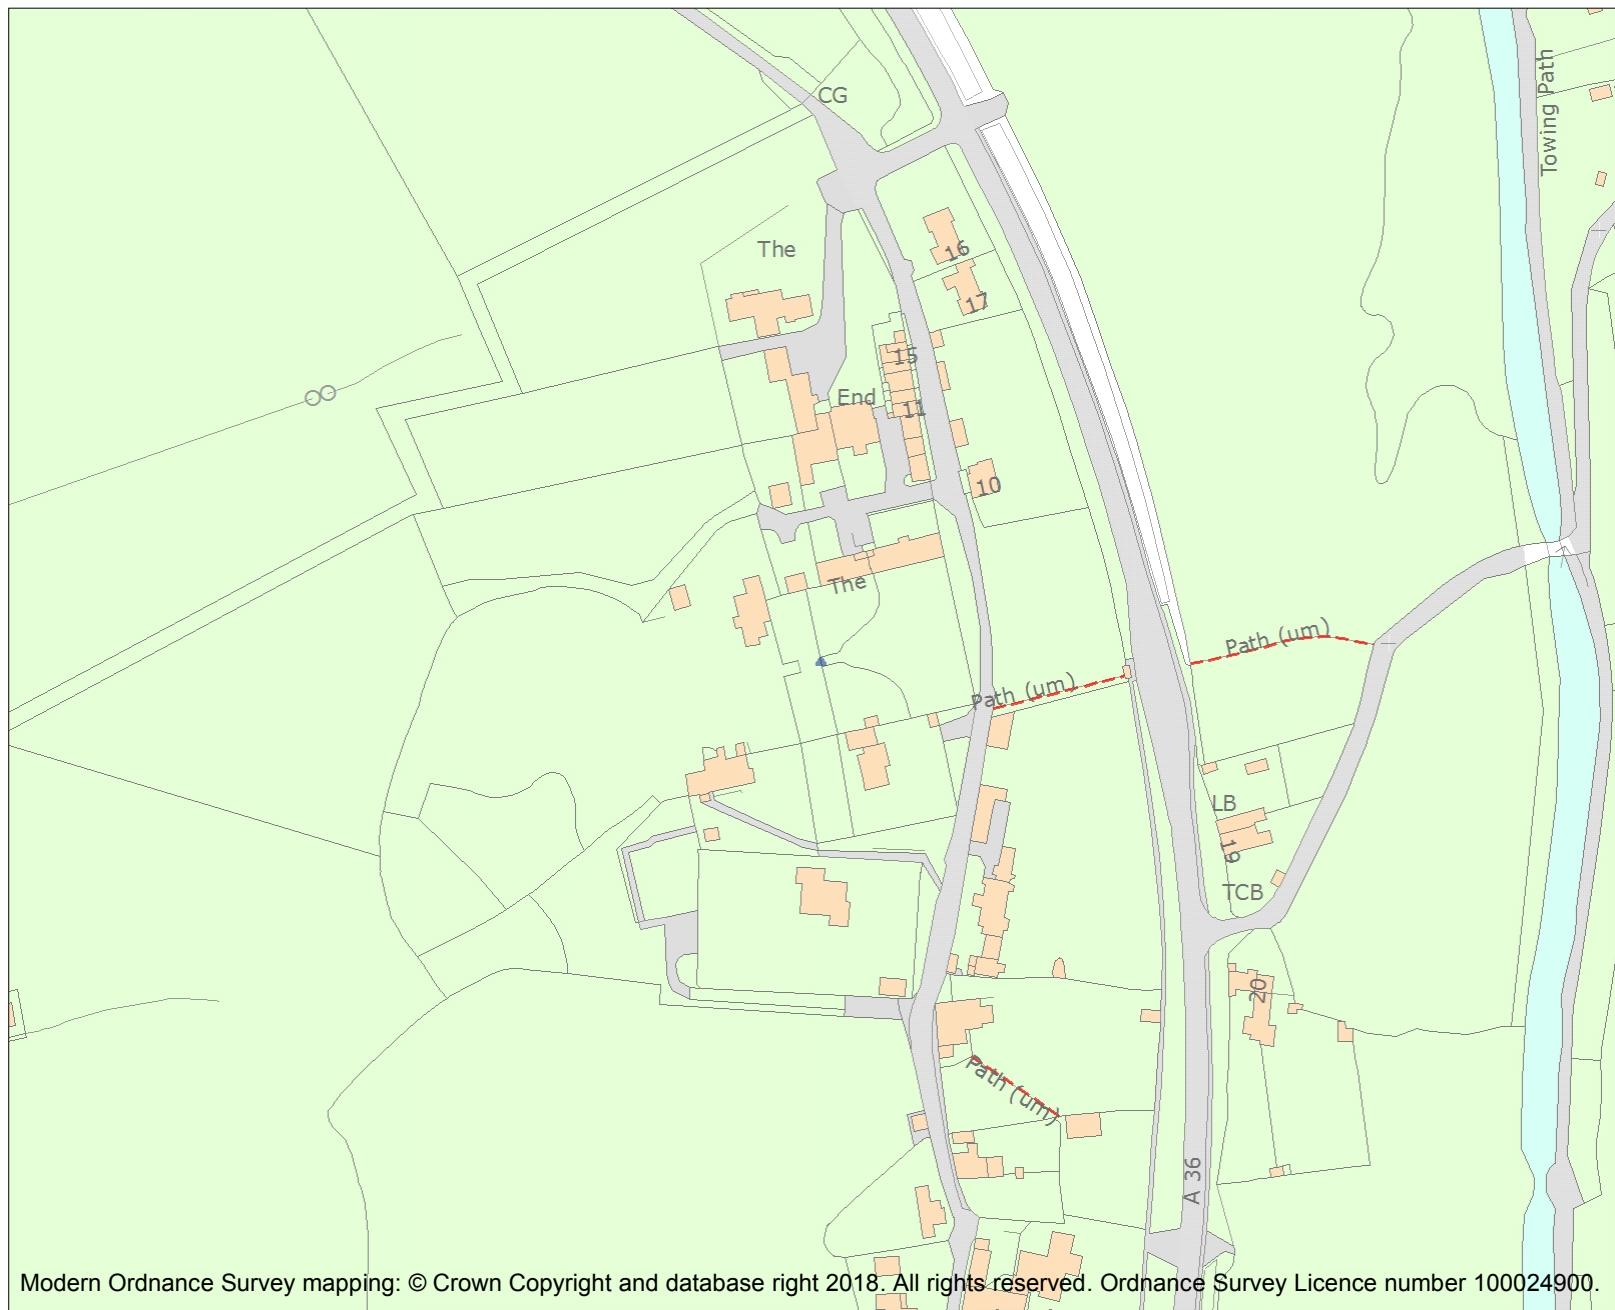 Towing Path
CG
The
16
17
15
End
11
10
The
Path (um)
Path (um)
LB
19
TCB
20
Path (um)
A 36
Modern Ordnance Survey mapping: © Crown Copyright and database right 2018. All rights reserved. Ordnance Survey Licence number 100024900.